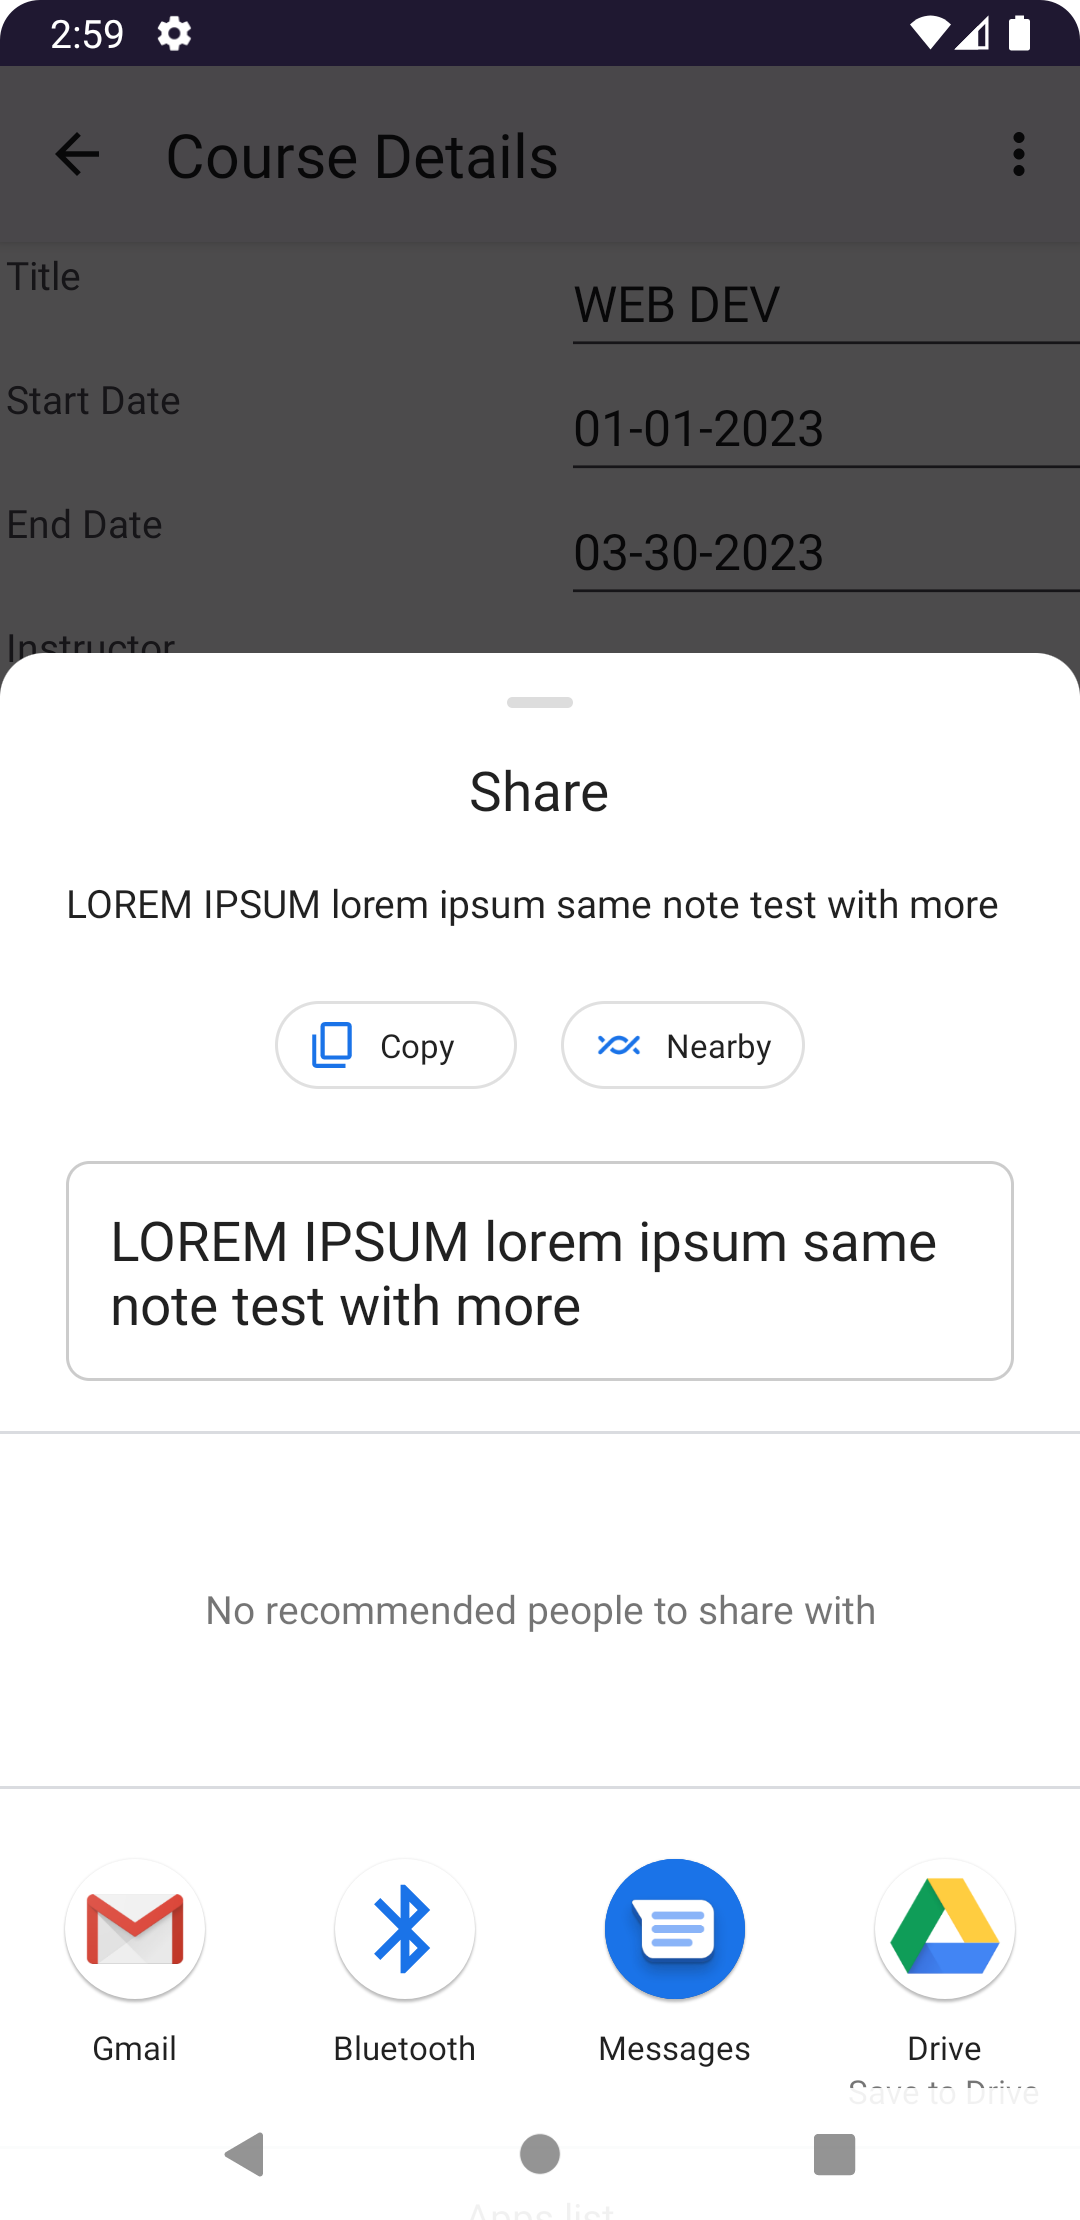 2:59
Course Details
Title
WEB DEV
Start Date
01-01-2023
End Date
03-30-2023
Instructor
Share
LOREM IPSUM lorem ipsum same note test with more
Copy
Nearby
LOREM IPSUM lorem ipsum same
note test with more
No recommended people to share with
Gmail
Bluetooth
Messages
Drive
Save to Drive
Apps list